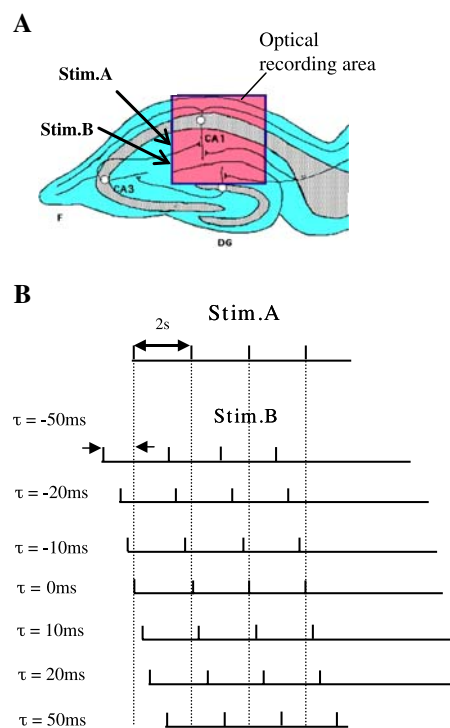 A
Optical
recording area
Stim.A
Stim.B
CA1
CA3
F
DG
B
Stim.A
2s
Stim.B
τ = -50ms
τ = -20ms
τ = -10ms
τ = 0ms
τ = 10ms
τ = 20ms
τ = 50ms